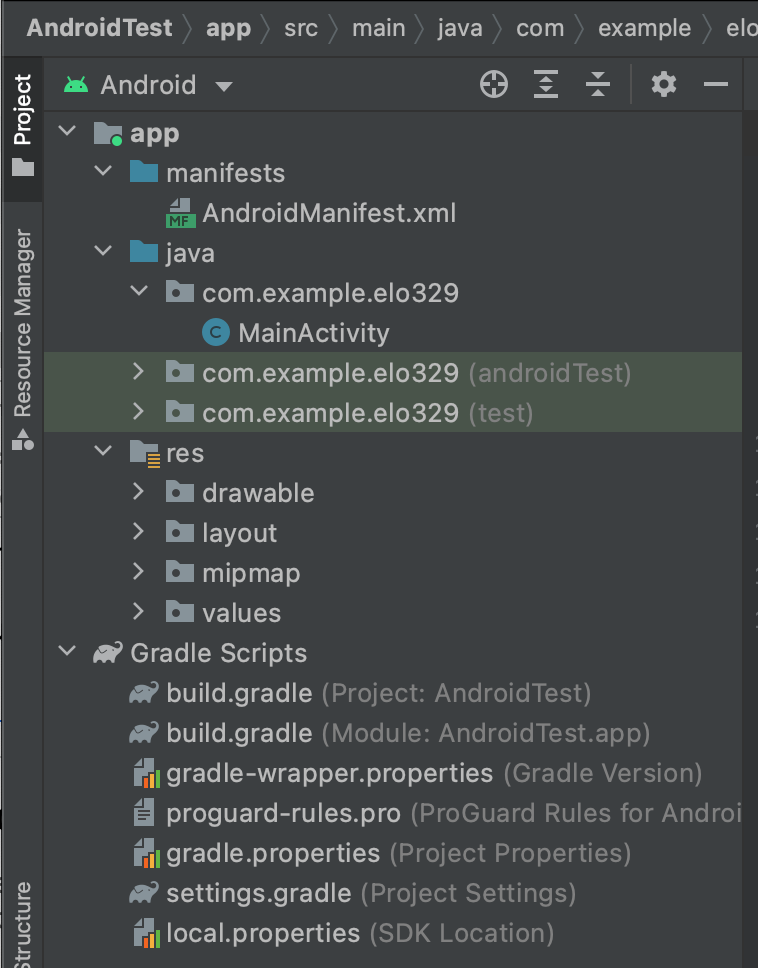 AndroidTest 〉 app 〉 src 〉 main 〉 java 〉 com 〉 example 〉 elo
Project
Resource Manager
Structure
Android
app
manifests
MF AndroidManifest.xml
java
com.example.elo329
C MainActivity
com.example.elo329 (androidTest)
com.example.elo329 (test)
res
drawable
layout
mipmap
values
Gradle Scripts
build.gradle (Project: AndroidTest)
build.gradle (Module: AndroidTest.app)
gradle-wrapper.properties (Gradle Version)
proguard-rules.pro (ProGuard Rules for Androi
gradle.properties (Project Properties)
settings.gradle (Project Settings)
local.properties (SDK Location)